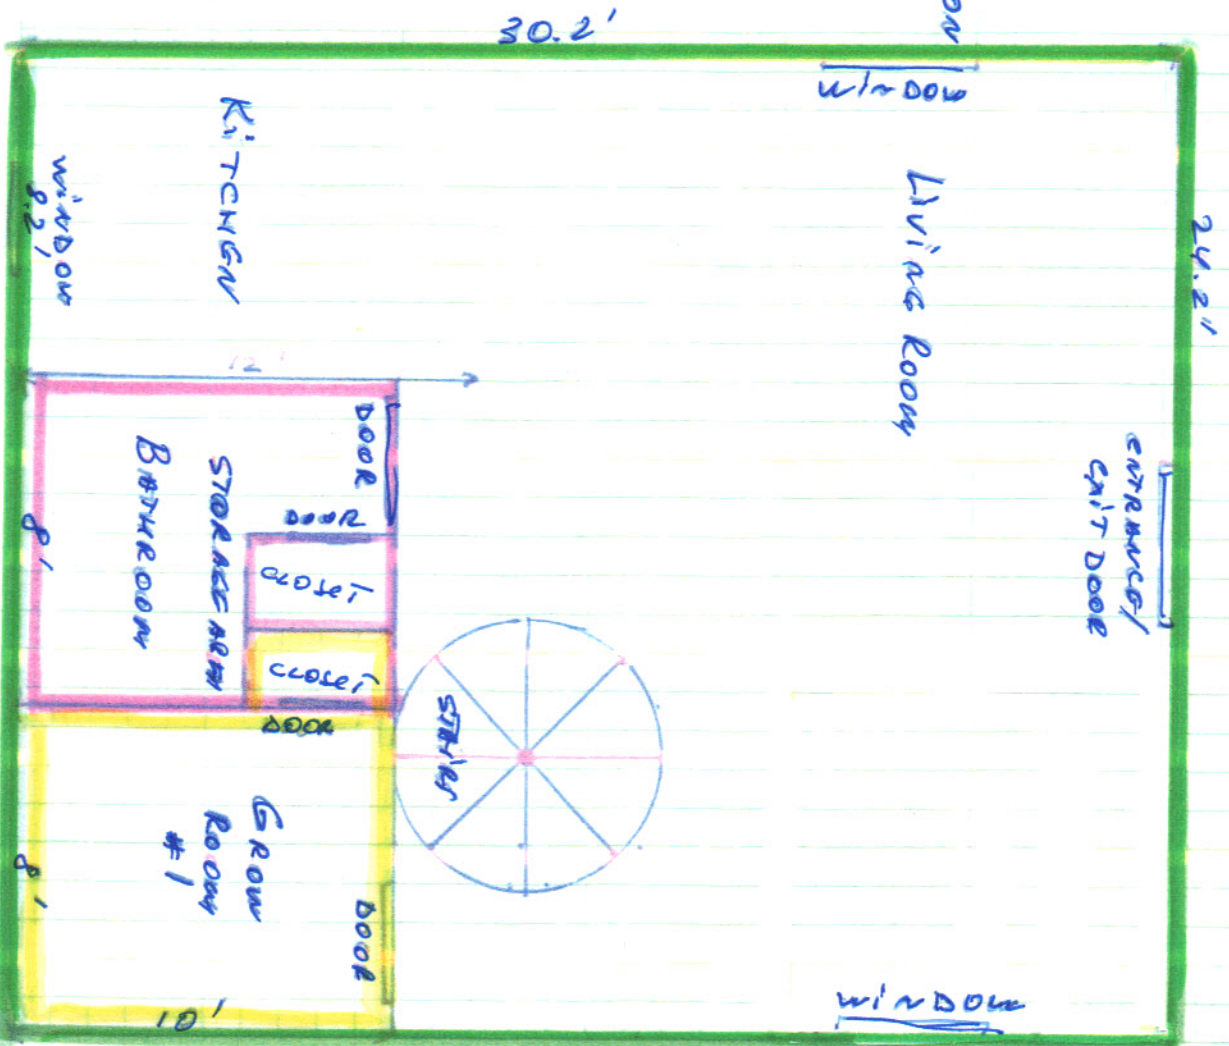 30.2'
ON
WINDOW
24.2"
KITCHEN
WINDOW
8.2'
LIVING ROOM
ENTRANCE/
EXIT DOOR
12'
DOOR
DOOR
CLOSET
STORAGE AREA
BATHROOM
8'
CLOSET
DOOR
STAIRS
GROW
ROOM
#1
DOOR
8'
10'
WINDOW